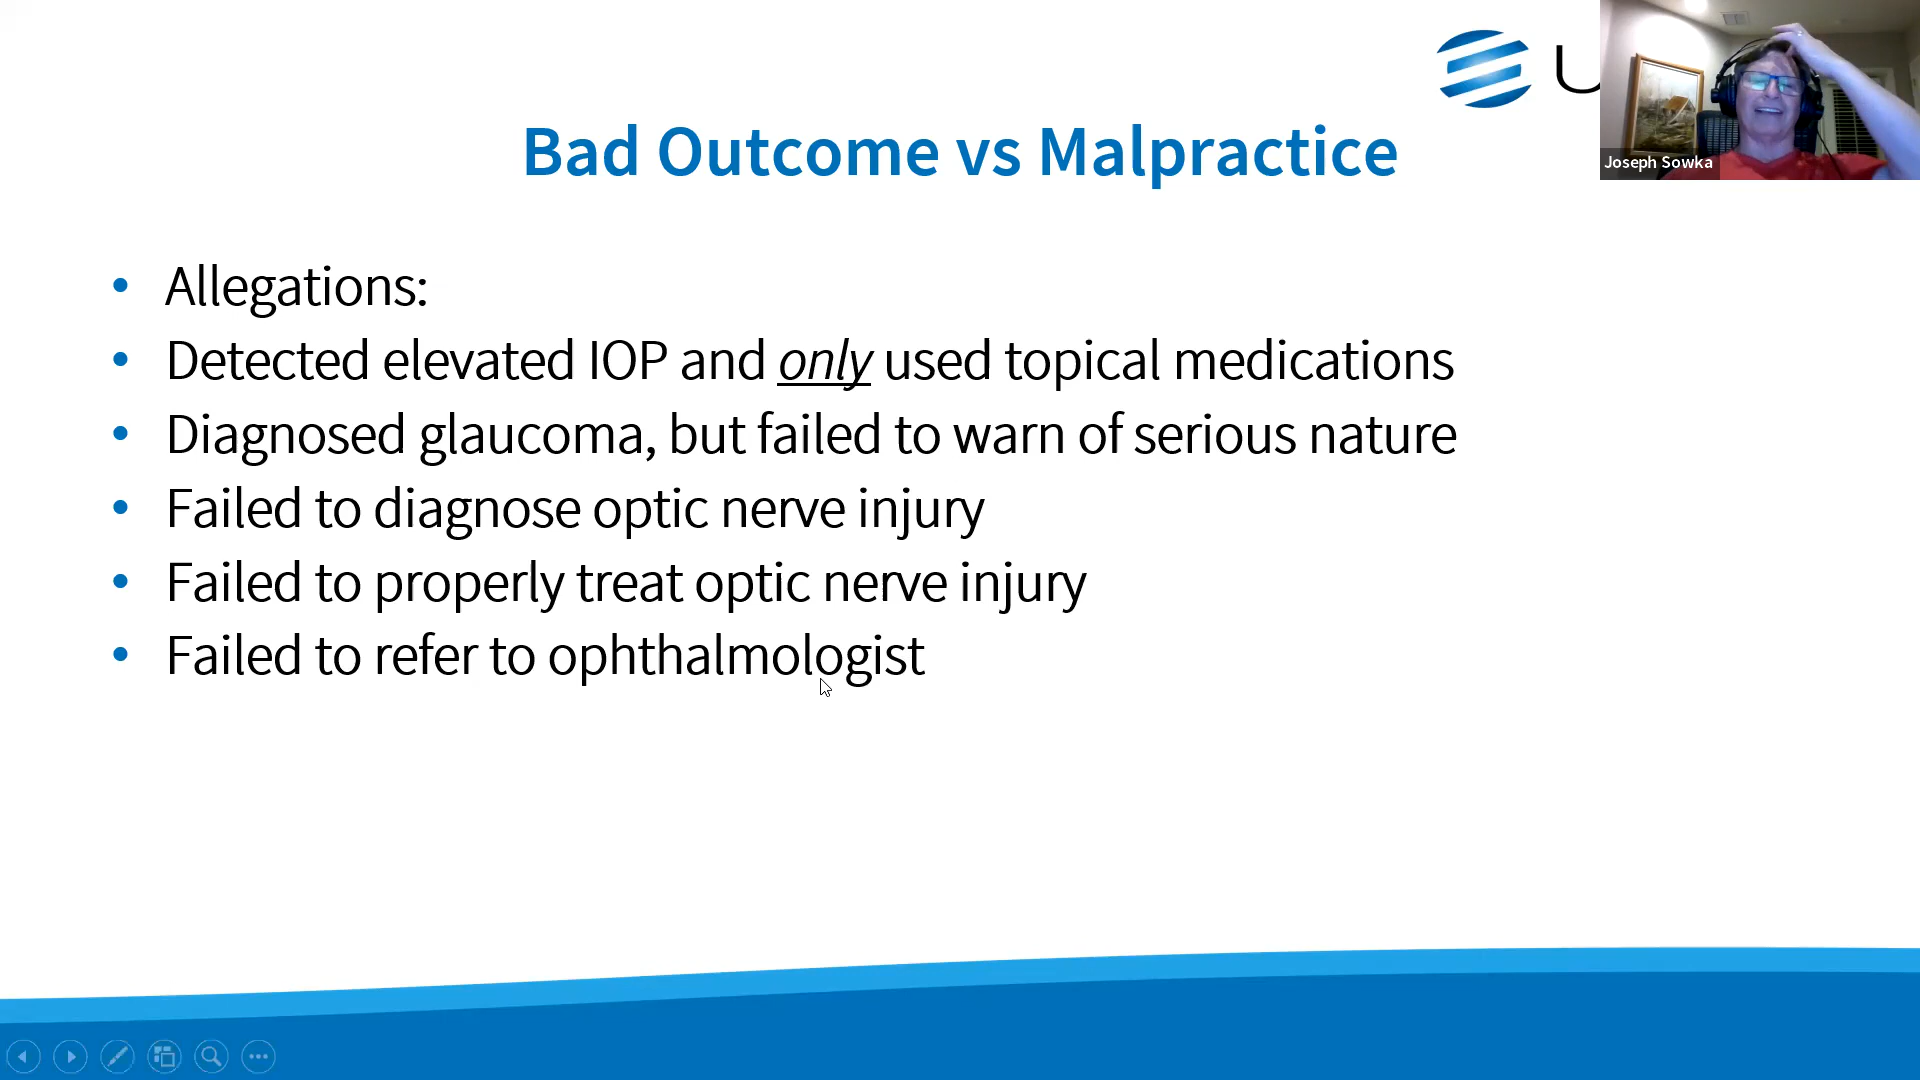 Bad Outcome vs Malpractice
Joseph Sowka
• Allegations:
• Detected elevated IOP and only used topical medications
• Diagnosed glaucoma, but failed to warn of serious nature
• Failed to diagnose optic nerve injury
• Failed to properly treat optic nerve injury
• Failed to refer to ophthalmologist